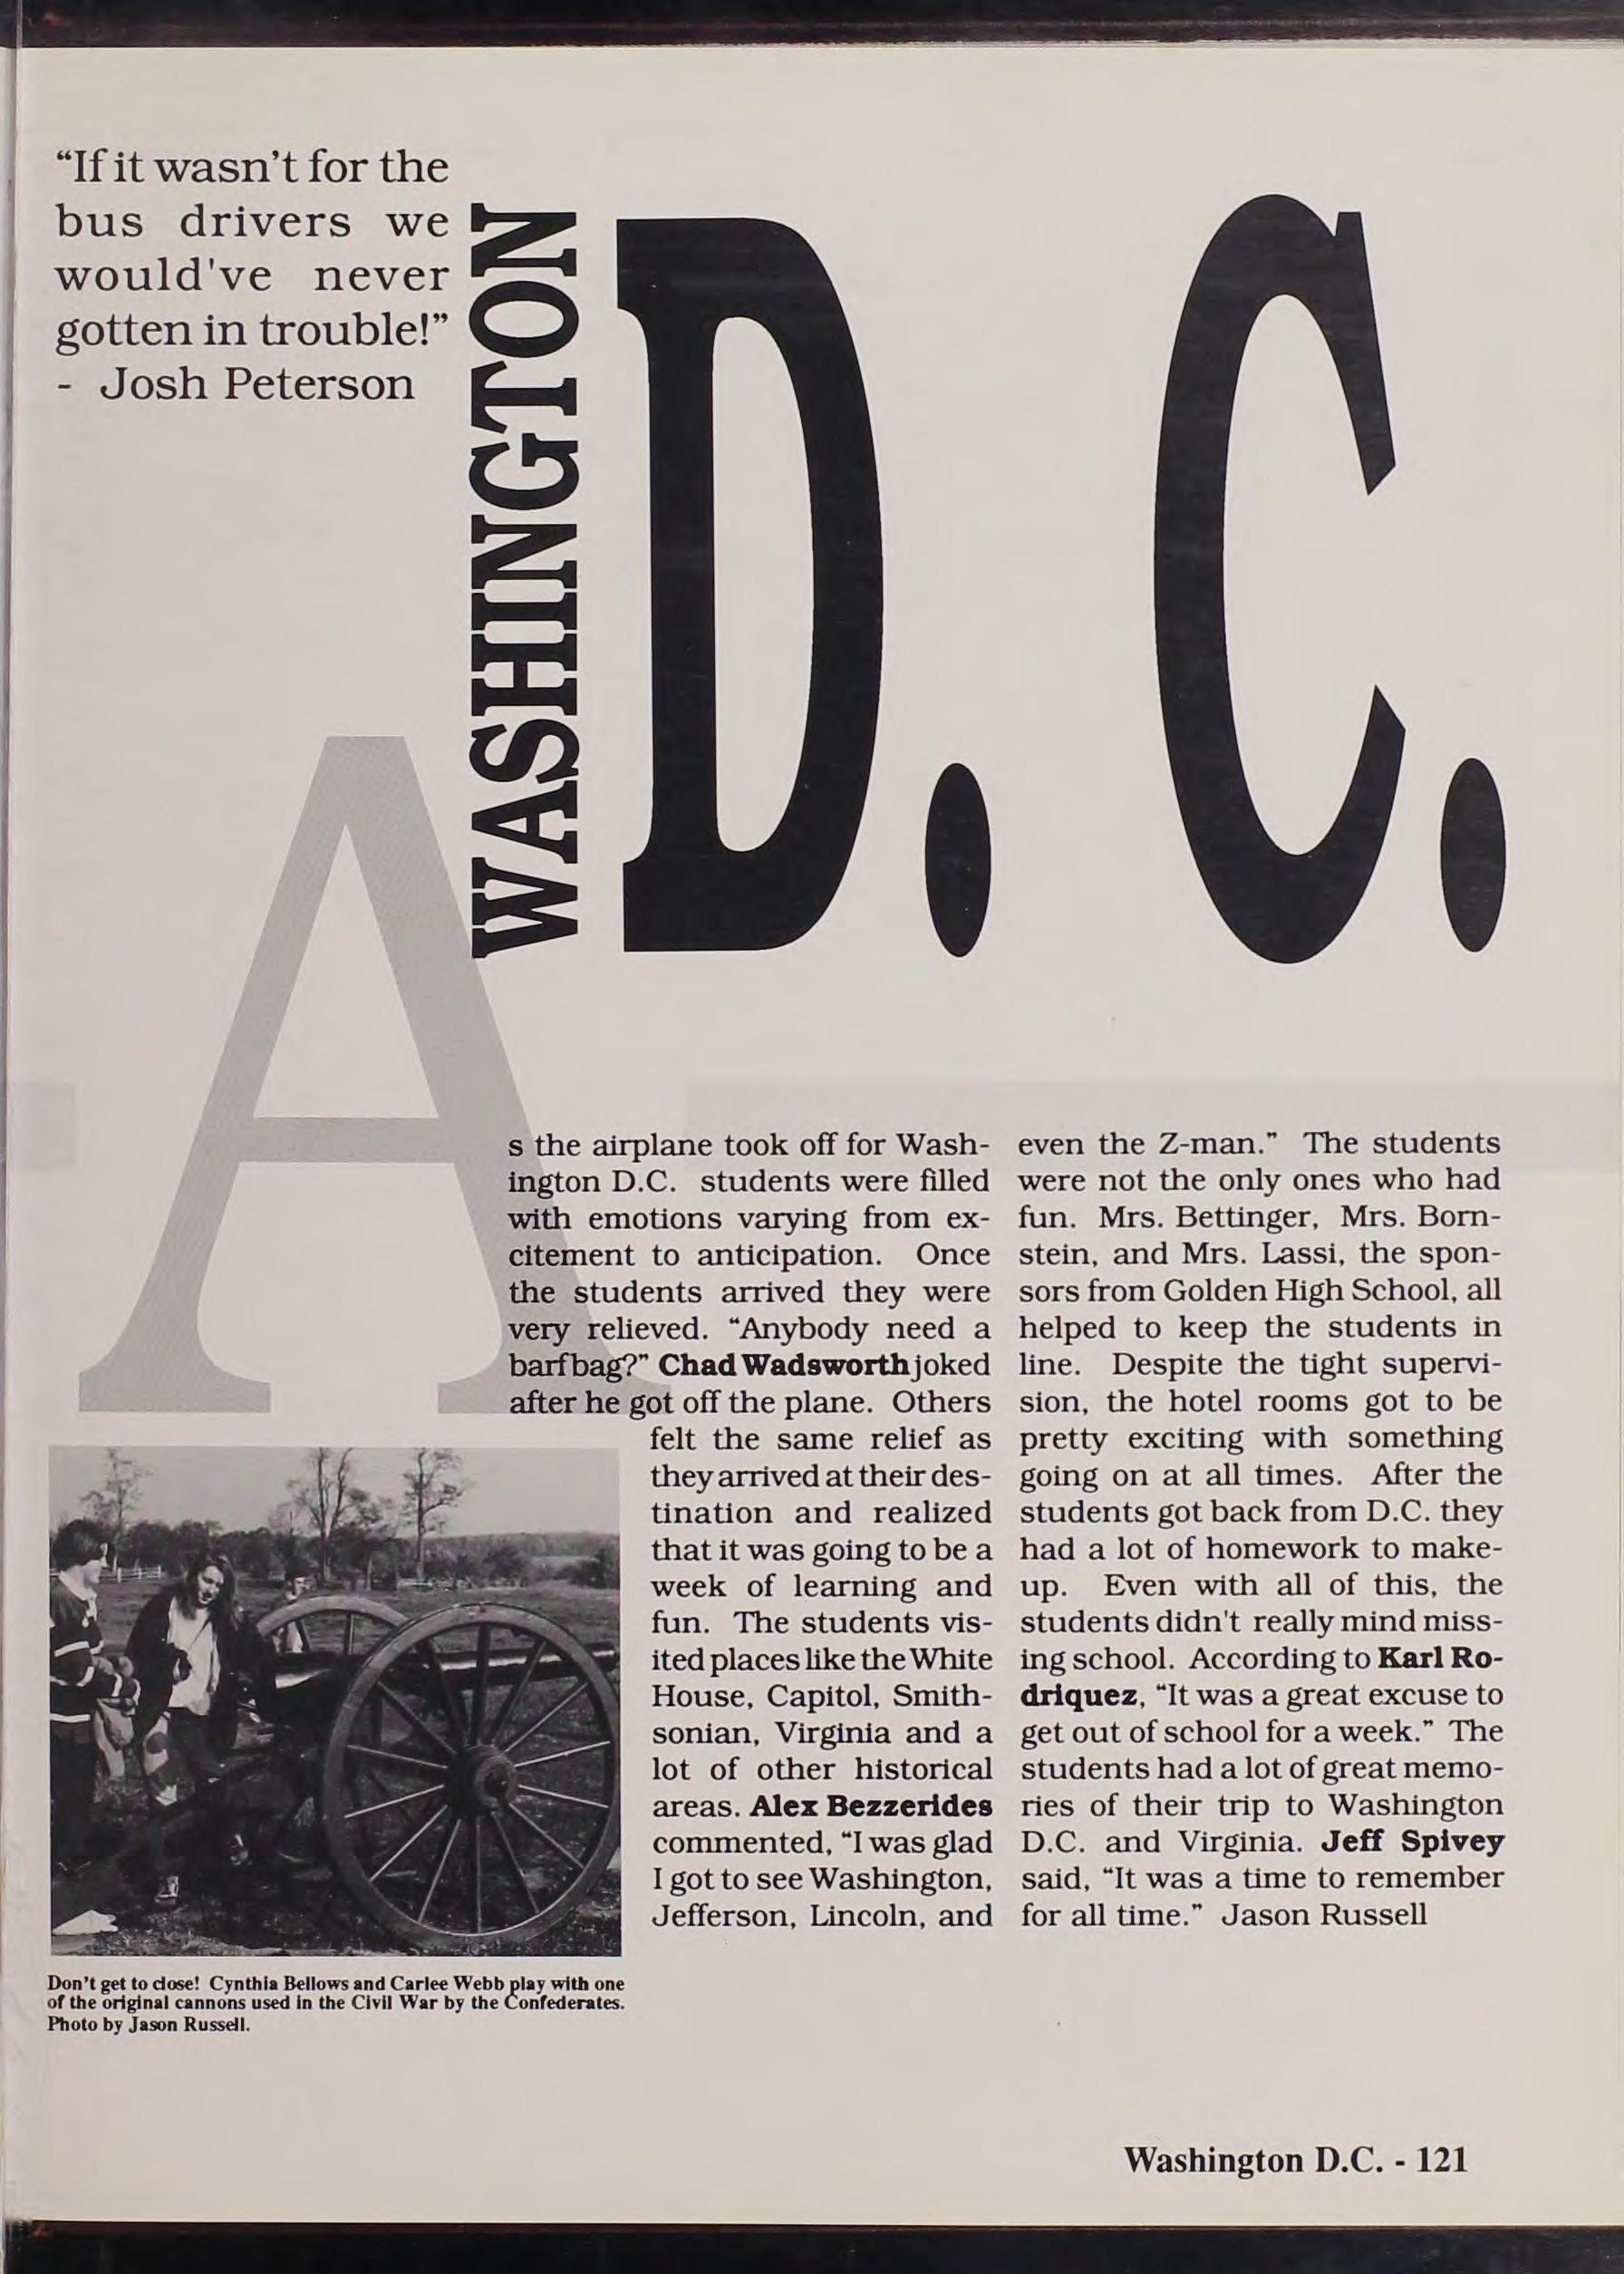 “If it wasn’t for the
bus drivers we
would've never
gotten in trouble!”
- Josh Peterson
WASHINGTON
D. C.
A
s the airplane took off for Wash-
ington D.C. students were filled
with emotions varying from ex-
citement to anticipation. Once
the students arrived they were
very relieved. “Anybody need a
barf bag?” Chad Wadsworth joked
after he got off the plane. Others
felt the same relief as
they arrived at their des-
tination and realized
that it was going to be a
week of learning and
fun. The students vis-
ited places like the White
House, Capitol, Smith-
sonian, Virginia and a
lot of other historical
areas. Alex Bezzerides
commented, “I was glad
I got to see Washington,
Jefferson, Lincoln, and
even the Z-man.” The students
were not the only ones who had
fun. Mrs. Bettinger, Mrs. Born-
stein, and Mrs. Lassi, the spon-
sors from Golden High School, all
helped to keep the students in
line. Despite the tight supervi-
sion, the hotel rooms got to be
pretty exciting with something
going on at all times. After the
students got back from D.C. they
had a lot of homework to make-
up. Even with all of this, the
students didn't really mind miss-
ing school. According to Karl Ro-
driquez, “It was a great excuse to
get out of school for a week.” The
students had a lot of great memo-
ries of their trip to Washington
D.C. and Virginia. Jeff Spivey
said, “It was a time to remember
for all time.” Jason Russell
Don’t get to close! Cynthia Bellows and Carlee Webb play with one
of the original cannons used in the Civil War by the Confederates.
Photo by Jason Russell.
Washington D.C. - 121